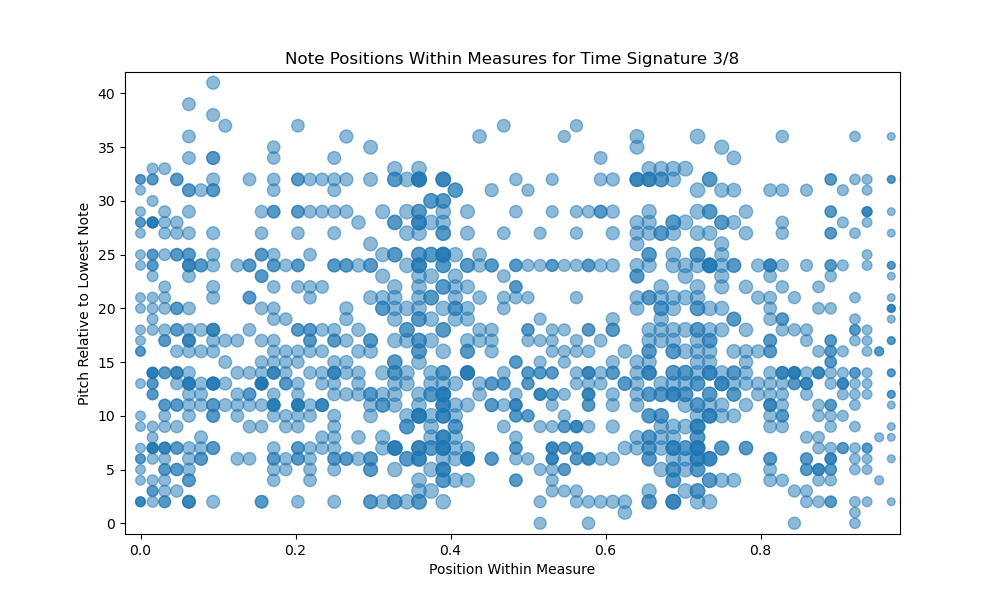 Note Positions Within Measures for Time Signature 3/8
40
35
30
25
20
15
10
5
0
Pitch Relative to Lowest Note
0.0 0.2 0.4 0.6 0.8
Position Within Measure